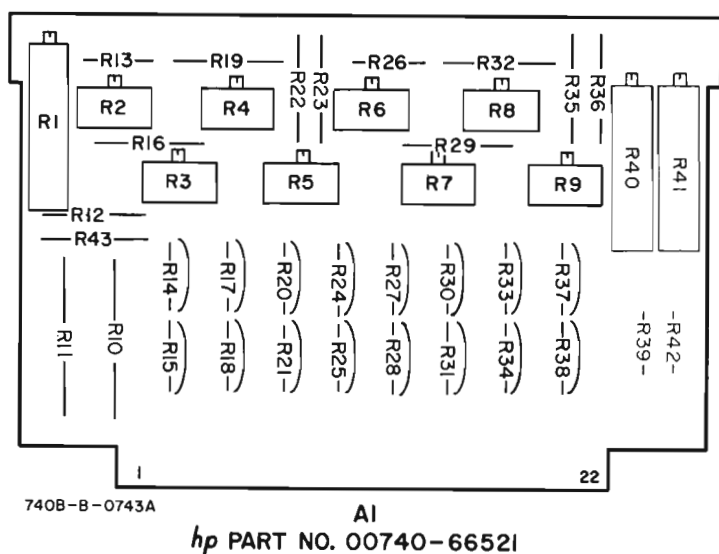 R13 R19 R26 R32
R22 R23 R35 R36
R1 R2 R4 R6 R8 R40 R41
R16 R29
R3 R5 R7 R9
R12
R43
R14 R17 R20 R24 R27 R30 R33 R37
R11 R10 R15 R18 R21 R25 R28 R31 R34 R38 R39 R42
1 22
740B-B-0743A
A1
hp PART NO. 00740-66521